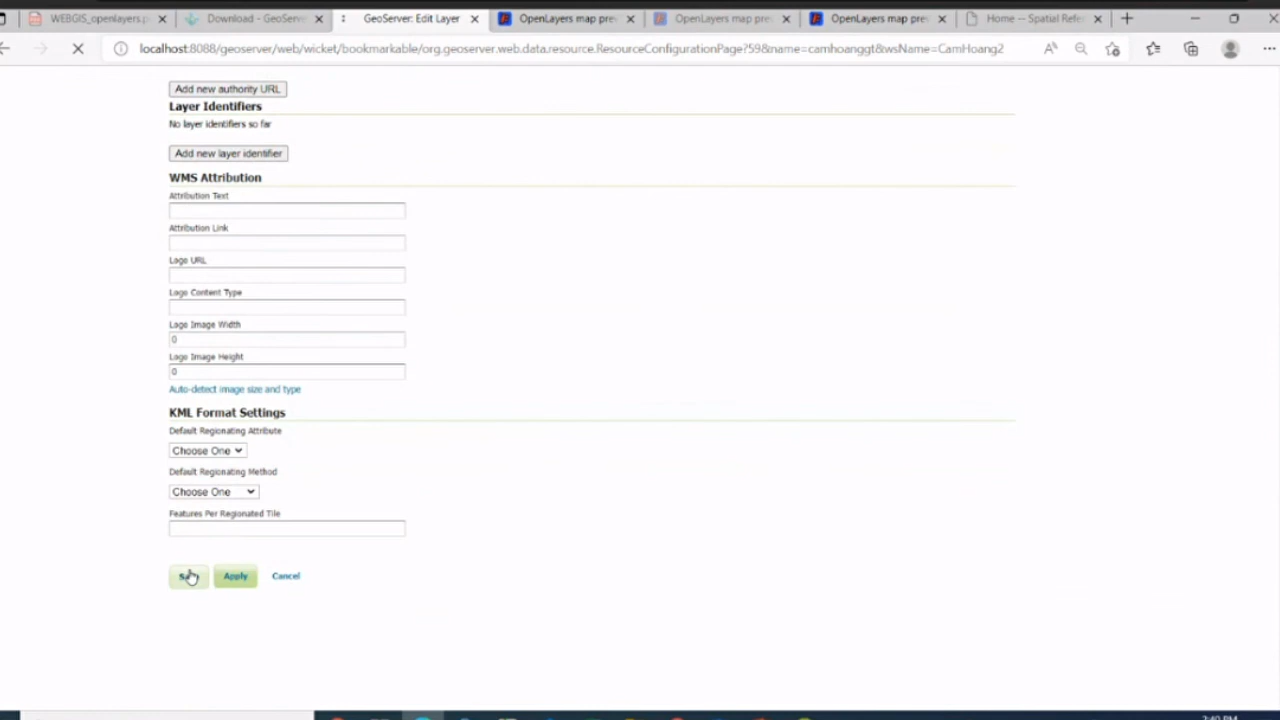 WEBGIS_openlayers.p
Download - GeoServe
GeoServer: Edit Layer
OpenLayers map pre
OpenLayers map pre
OpenLayers map pre
Home -- Spatial Refe
localhost:8088/geoserver/web/wicket/bookmarkable/org.geoserver.web.data.resource.ResourceConfigurationPage?59&name=camhoanggt&wsName=CamHoang2
Add new authority URL
Layer Identifiers
No layer identifiers so far
Add new layer identifier
WMS Attribution
Attribution Text
Attribution Link
Logo URL
Logo Content Type
Logo Image Width
0
Logo Image Height
0
Auto-detect image size and type
KML Format Settings
Default Regionating Attribute
Choose One
Default Regionating Method
Choose One
Features Per Regionated Tile
Apply Cancel